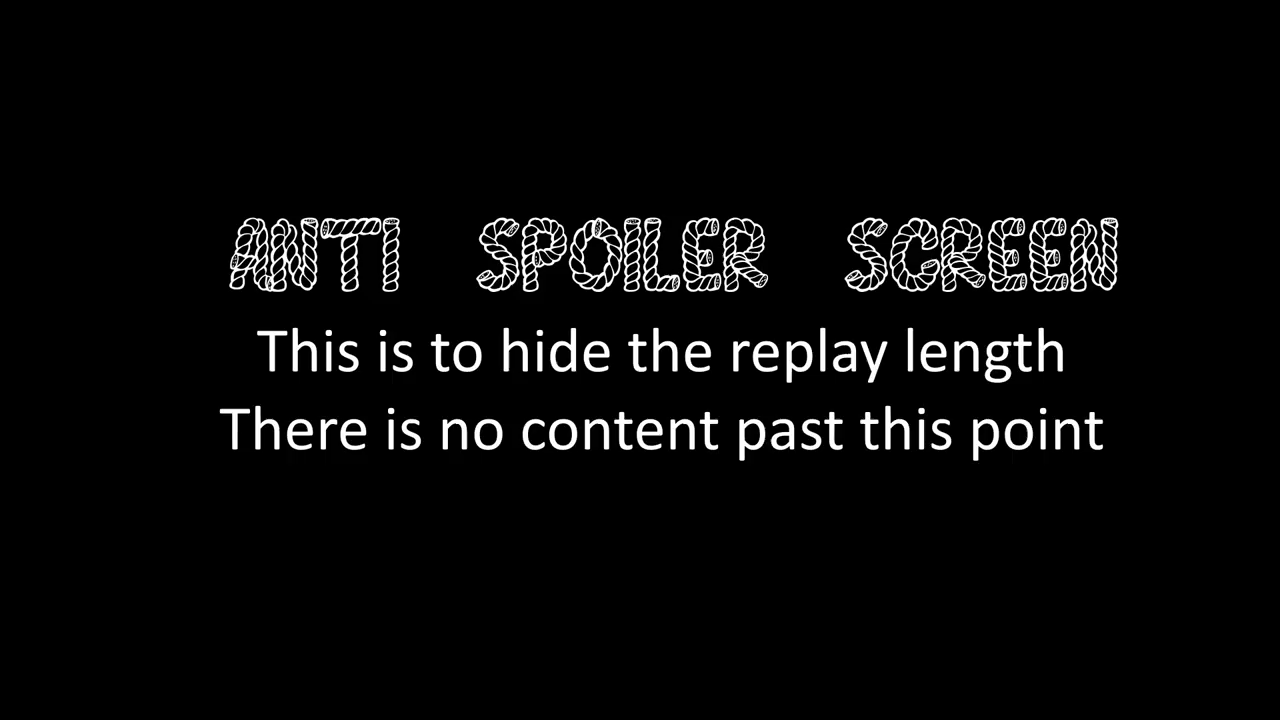 ANTI SPOILER SCREEN
This is to hide the replay length
There is no content past this point